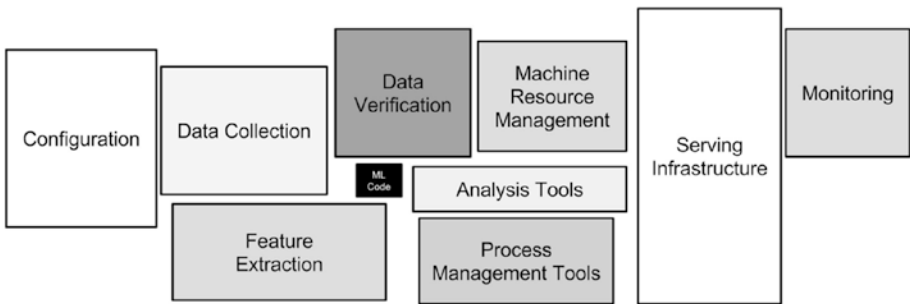 Configuration
Data Collection
Feature
Extraction
Data
Verification
ML
Code
Machine
Resource
Management
Analysis Tools
Process
Management Tools
Serving
Infrastructure
Monitoring